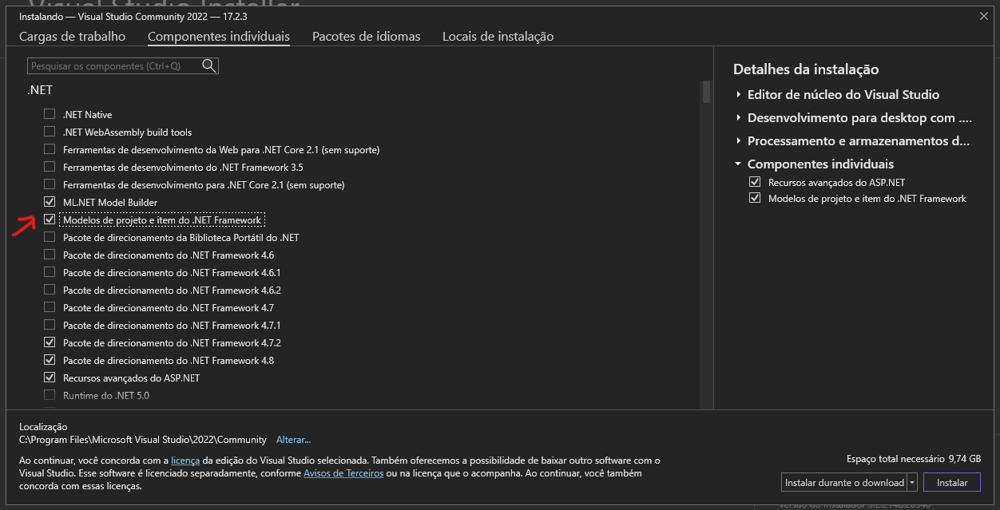 Visual Studio Installer
Instalando — Visual Studio Community 2022 — 17.2.3
Cargas de trabalho
Componentes individuais
Pacotes de idiomas
Locais de instalação
Pesquisar os componentes (Ctrl+Q)
.NET
.NET Native
.NET WebAssembly build tools
Ferramentas de desenvolvimento da Web para .NET Core 2.1 (sem suporte)
Ferramentas de desenvolvimento do .NET Framework 3.5
Ferramentas de desenvolvimento para .NET Core 2.1 (sem suporte)
ML.NET Model Builder
Modelos de projeto e item do .NET Framework
Pacote de direcionamento da Biblioteca Portátil do .NET
Pacote de direcionamento do .NET Framework 4.6
Pacote de direcionamento do .NET Framework 4.6.1
Pacote de direcionamento do .NET Framework 4.6.2
Pacote de direcionamento do .NET Framework 4.7
Pacote de direcionamento do .NET Framework 4.7.1
Pacote de direcionamento do .NET Framework 4.7.2
Pacote de direcionamento do .NET Framework 4.8
Recursos avançados do ASP.NET
Runtime do .NET 5.0
Detalhes da instalação
Editor de núcleo do Visual Studio
Desenvolvimento para desktop com ....
Processamento e armazenamentos d...
Componentes individuais
Recursos avançados do ASP.NET
Modelos de projeto e item do .NET Framework
Localização
C:\Program Files\Microsoft Visual Studio\2022\Community Alterar...
Ao continuar, você concorda com a licença da edição do Visual Studio selecionada. Também oferecemos a possibilidade de baixar outro software com o
Visual Studio. Esse software é licenciado separadamente, conforme Avisos de Terceiros ou na licença que o acompanha. Ao continuar, você também
concorda com essas licenças.
Espaço total necessário 9,74 GB
Instalar durante o download
Instalar